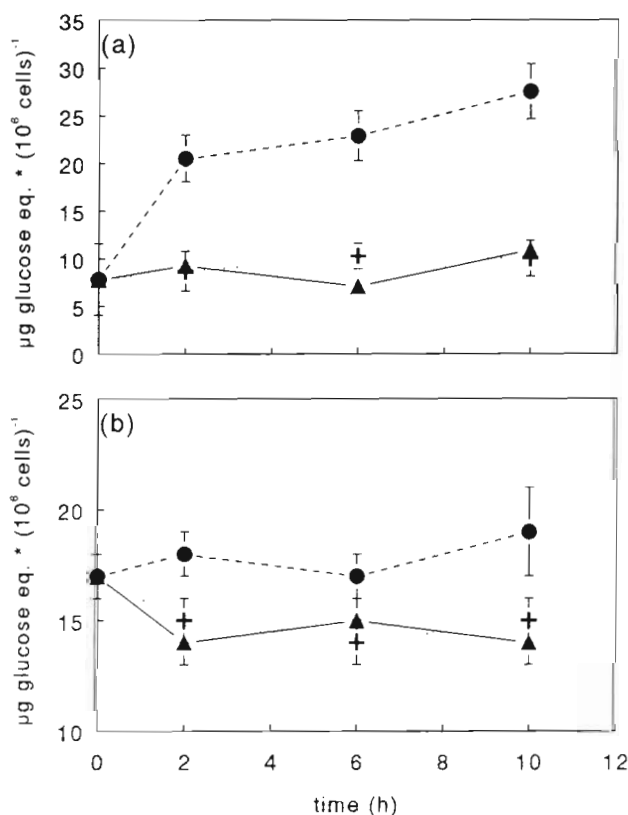 (a)
35
30
25
20
15
10
5
0
µg glucose eq. * (10⁶ cells)⁻¹
(b)
25
20
15
10
µg glucose eq. * (10⁶ cells)⁻¹
0 2 4 6 8 10 12
time (h)